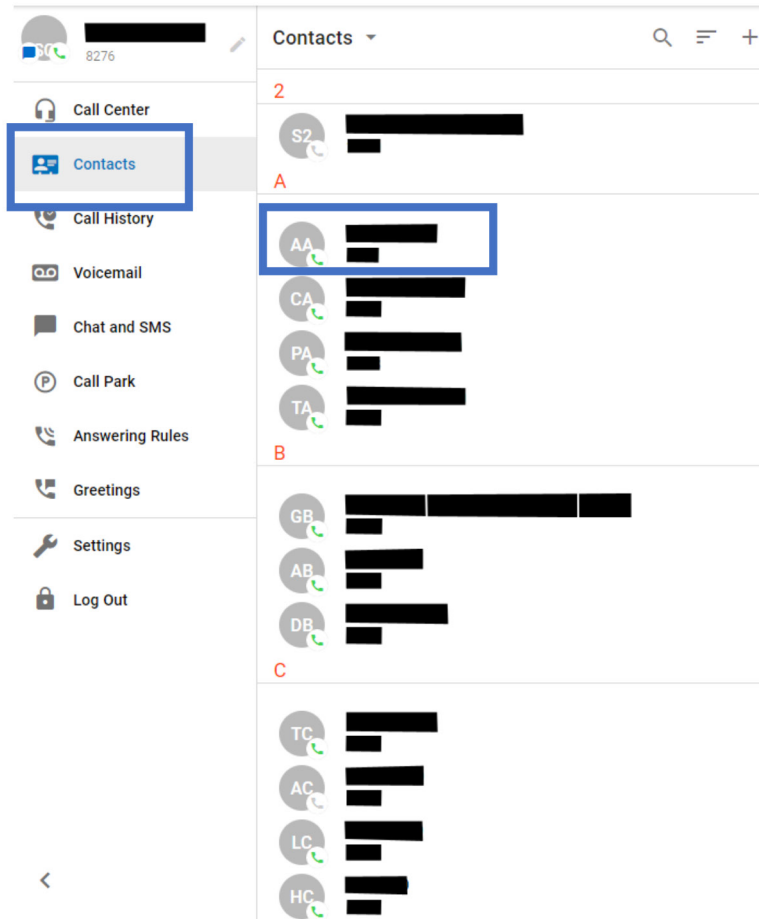 8276
Call Center
Contacts
Call History
Voicemail
Chat and SMS
Call Park
P
Answering Rules
Greetings
Settings
Log Out
Contacts
2
S2
A
AA
CA
PA
TA
B
GB
AB
DB
C
TC
AC
LC
HC